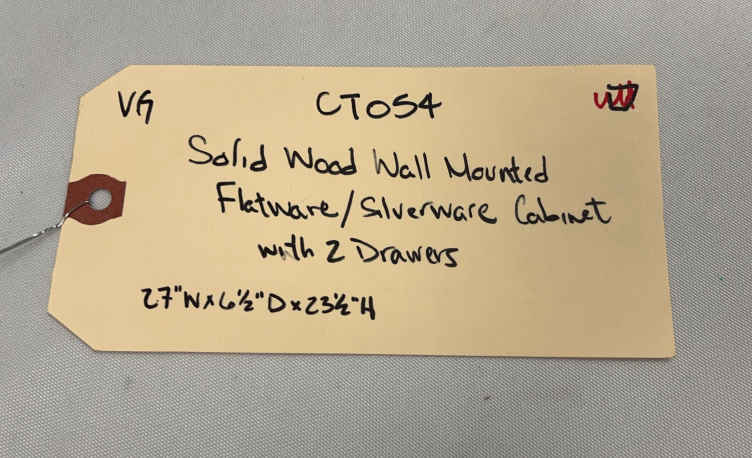 VG CT054
Solid Wood Wall Mounted
Flatware/Silverware Cabinet
with 2 Drawers
27"W x 6½"D x 23½"H